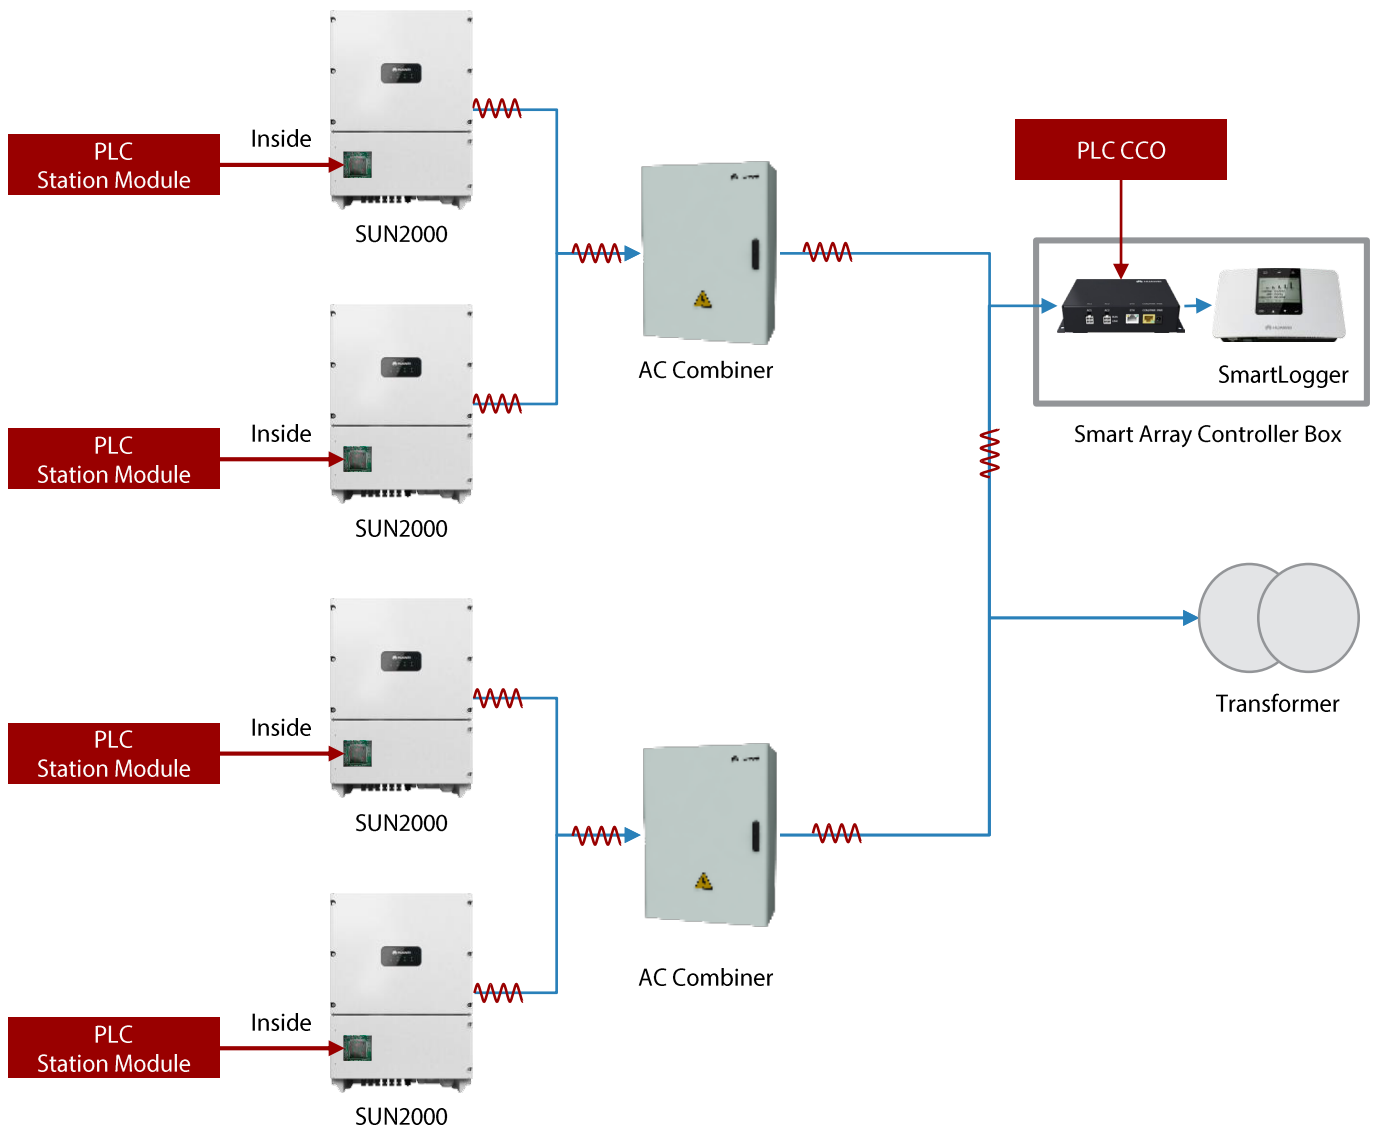 PLC
Station Module
Inside
SUN2000
PLC
Station Module
Inside
SUN2000
PLC
Station Module
Inside
SUN2000
PLC
Station Module
Inside
SUN2000
AC Combiner
AC Combiner
PLC CCO
SmartLogger
Smart Array Controller Box
Transformer